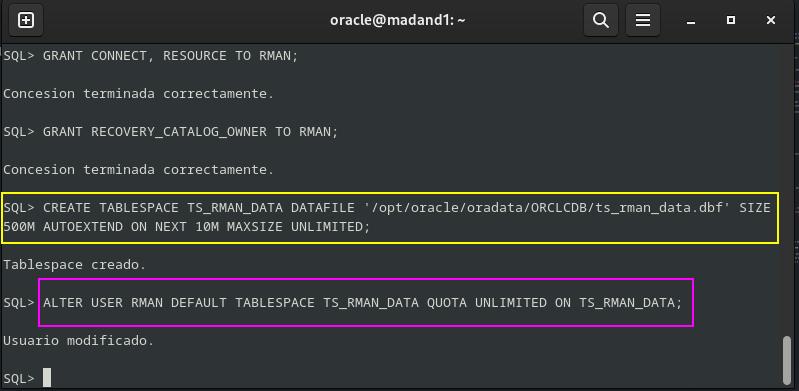 oracle@madand1: ~
SQL> GRANT CONNECT, RESOURCE TO RMAN;
Concesion terminada correctamente.
SQL> GRANT RECOVERY_CATALOG_OWNER TO RMAN;
Concesion terminada correctamente.
SQL> CREATE TABLESPACE TS_RMAN_DATA DATAFILE '/opt/oracle/oradata/ORCLCDB/ts_rman_data.dbf' SIZE
500M AUTOEXTEND ON NEXT 10M MAXSIZE UNLIMITED;
Tablespace creado.
SQL> ALTER USER RMAN DEFAULT TABLESPACE TS_RMAN_DATA QUOTA UNLIMITED ON TS_RMAN_DATA;
Usuario modificado.
SQL>